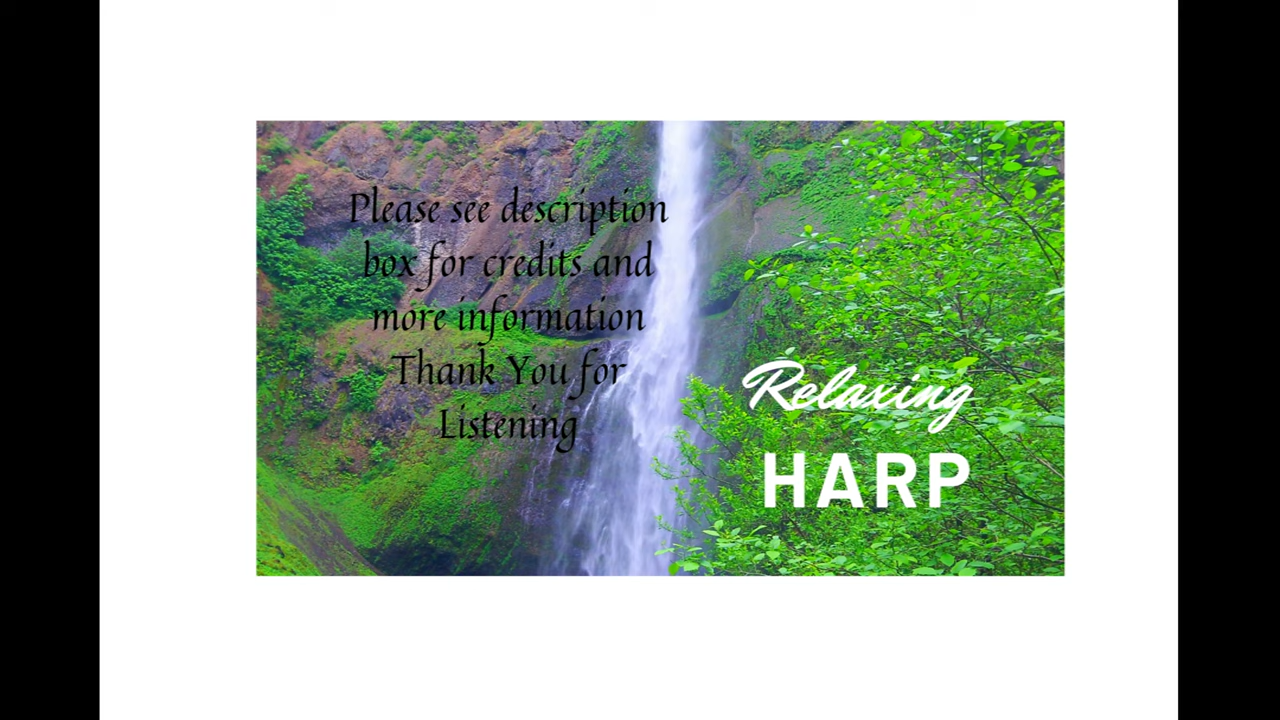 Please see description
box for credits and
more information
Thank You for
Listening
Relaxing
HARP